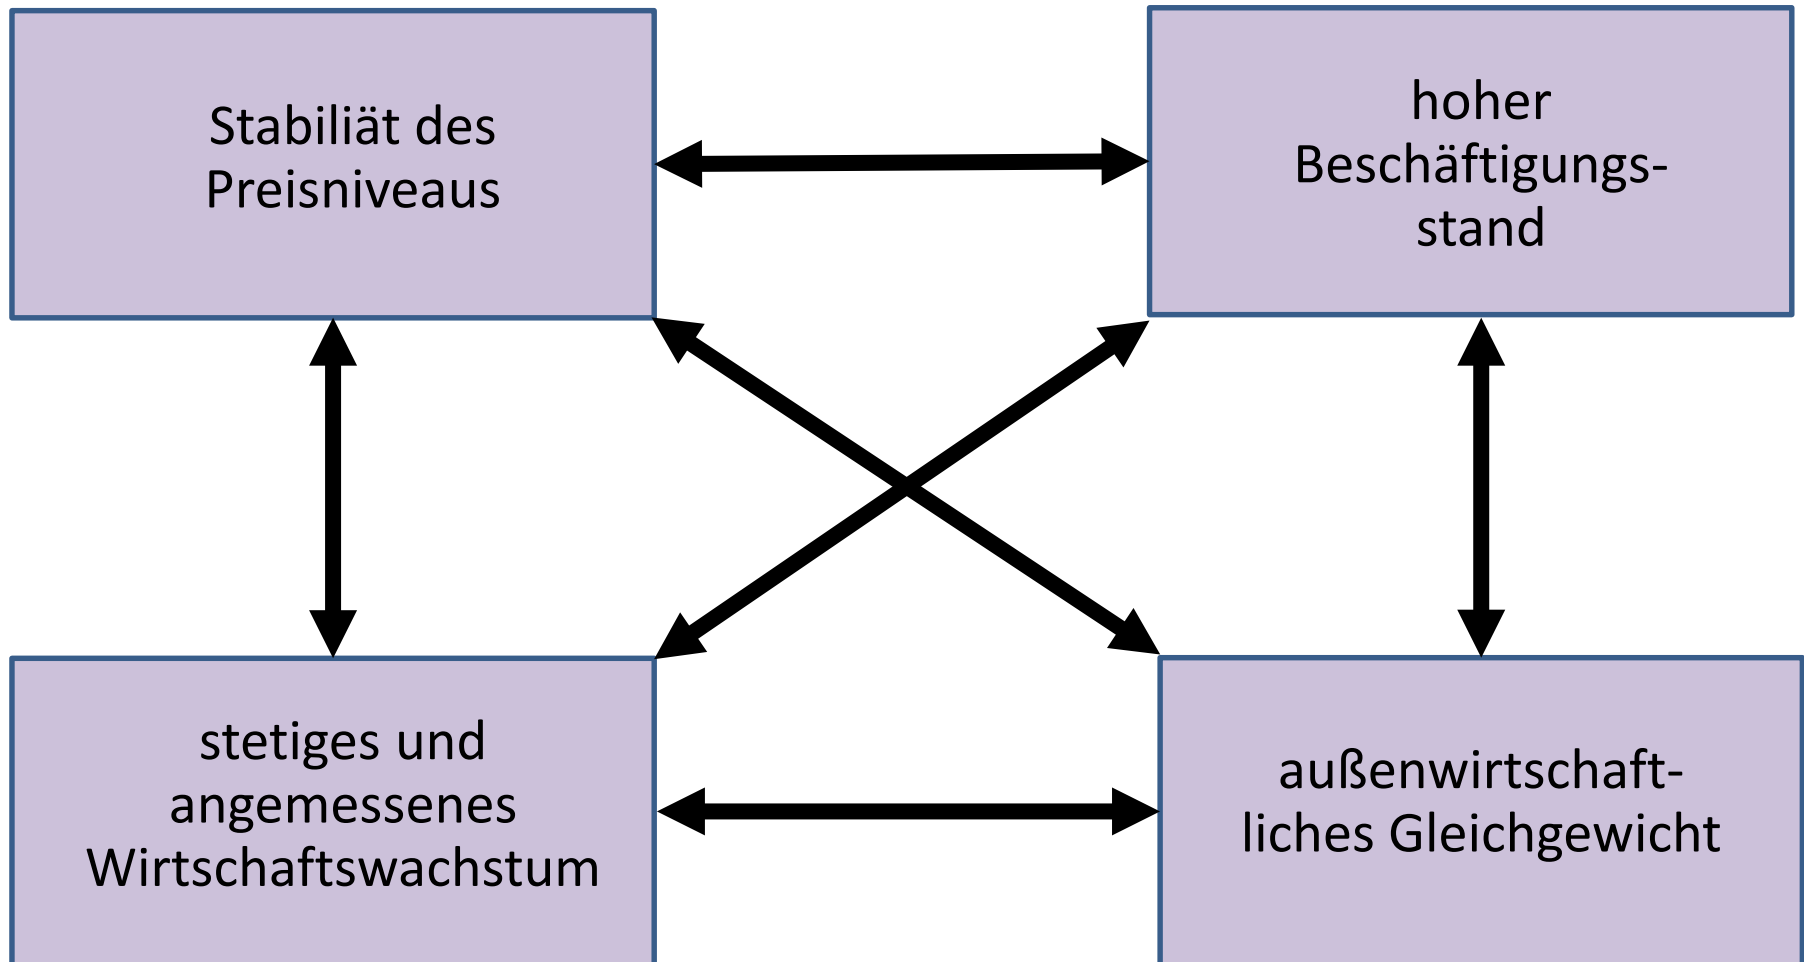 Stabiliät des
Preisniveaus
hoher
Beschäftigungs-
stand
stetiges und
angemessenes
Wirtschaftswachstum
außenwirtschaft-
liches Gleichgewicht